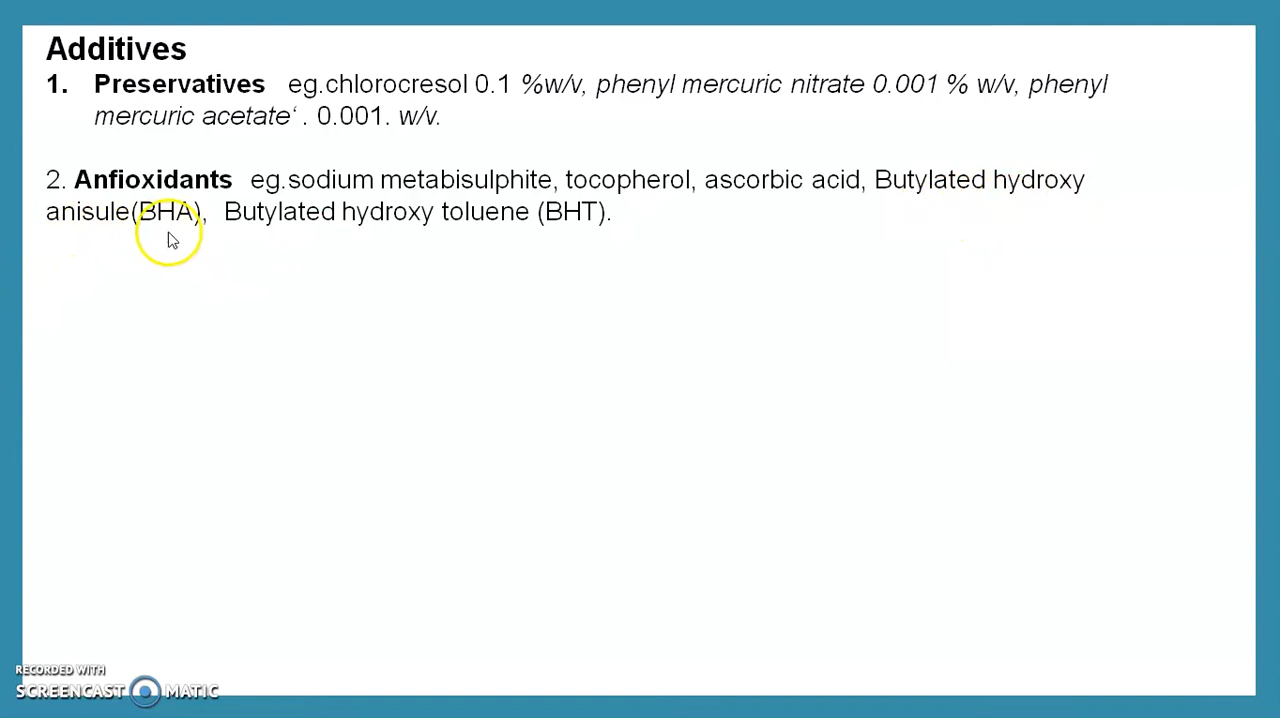 Additives
1. Preservatives eg.chlorocresol 0.1 %w/v, phenyl mercuric nitrate 0.001 % w/v, phenyl
mercuric acetate‘ . 0.001. w/v.
2. Anfioxidants eg.sodium metabisulphite, tocopherol, ascorbic acid, Butylated hydroxy
anisule(BHA), Butylated hydroxy toluene (BHT).
RECORDED WITH
SCREENCAST MATIC